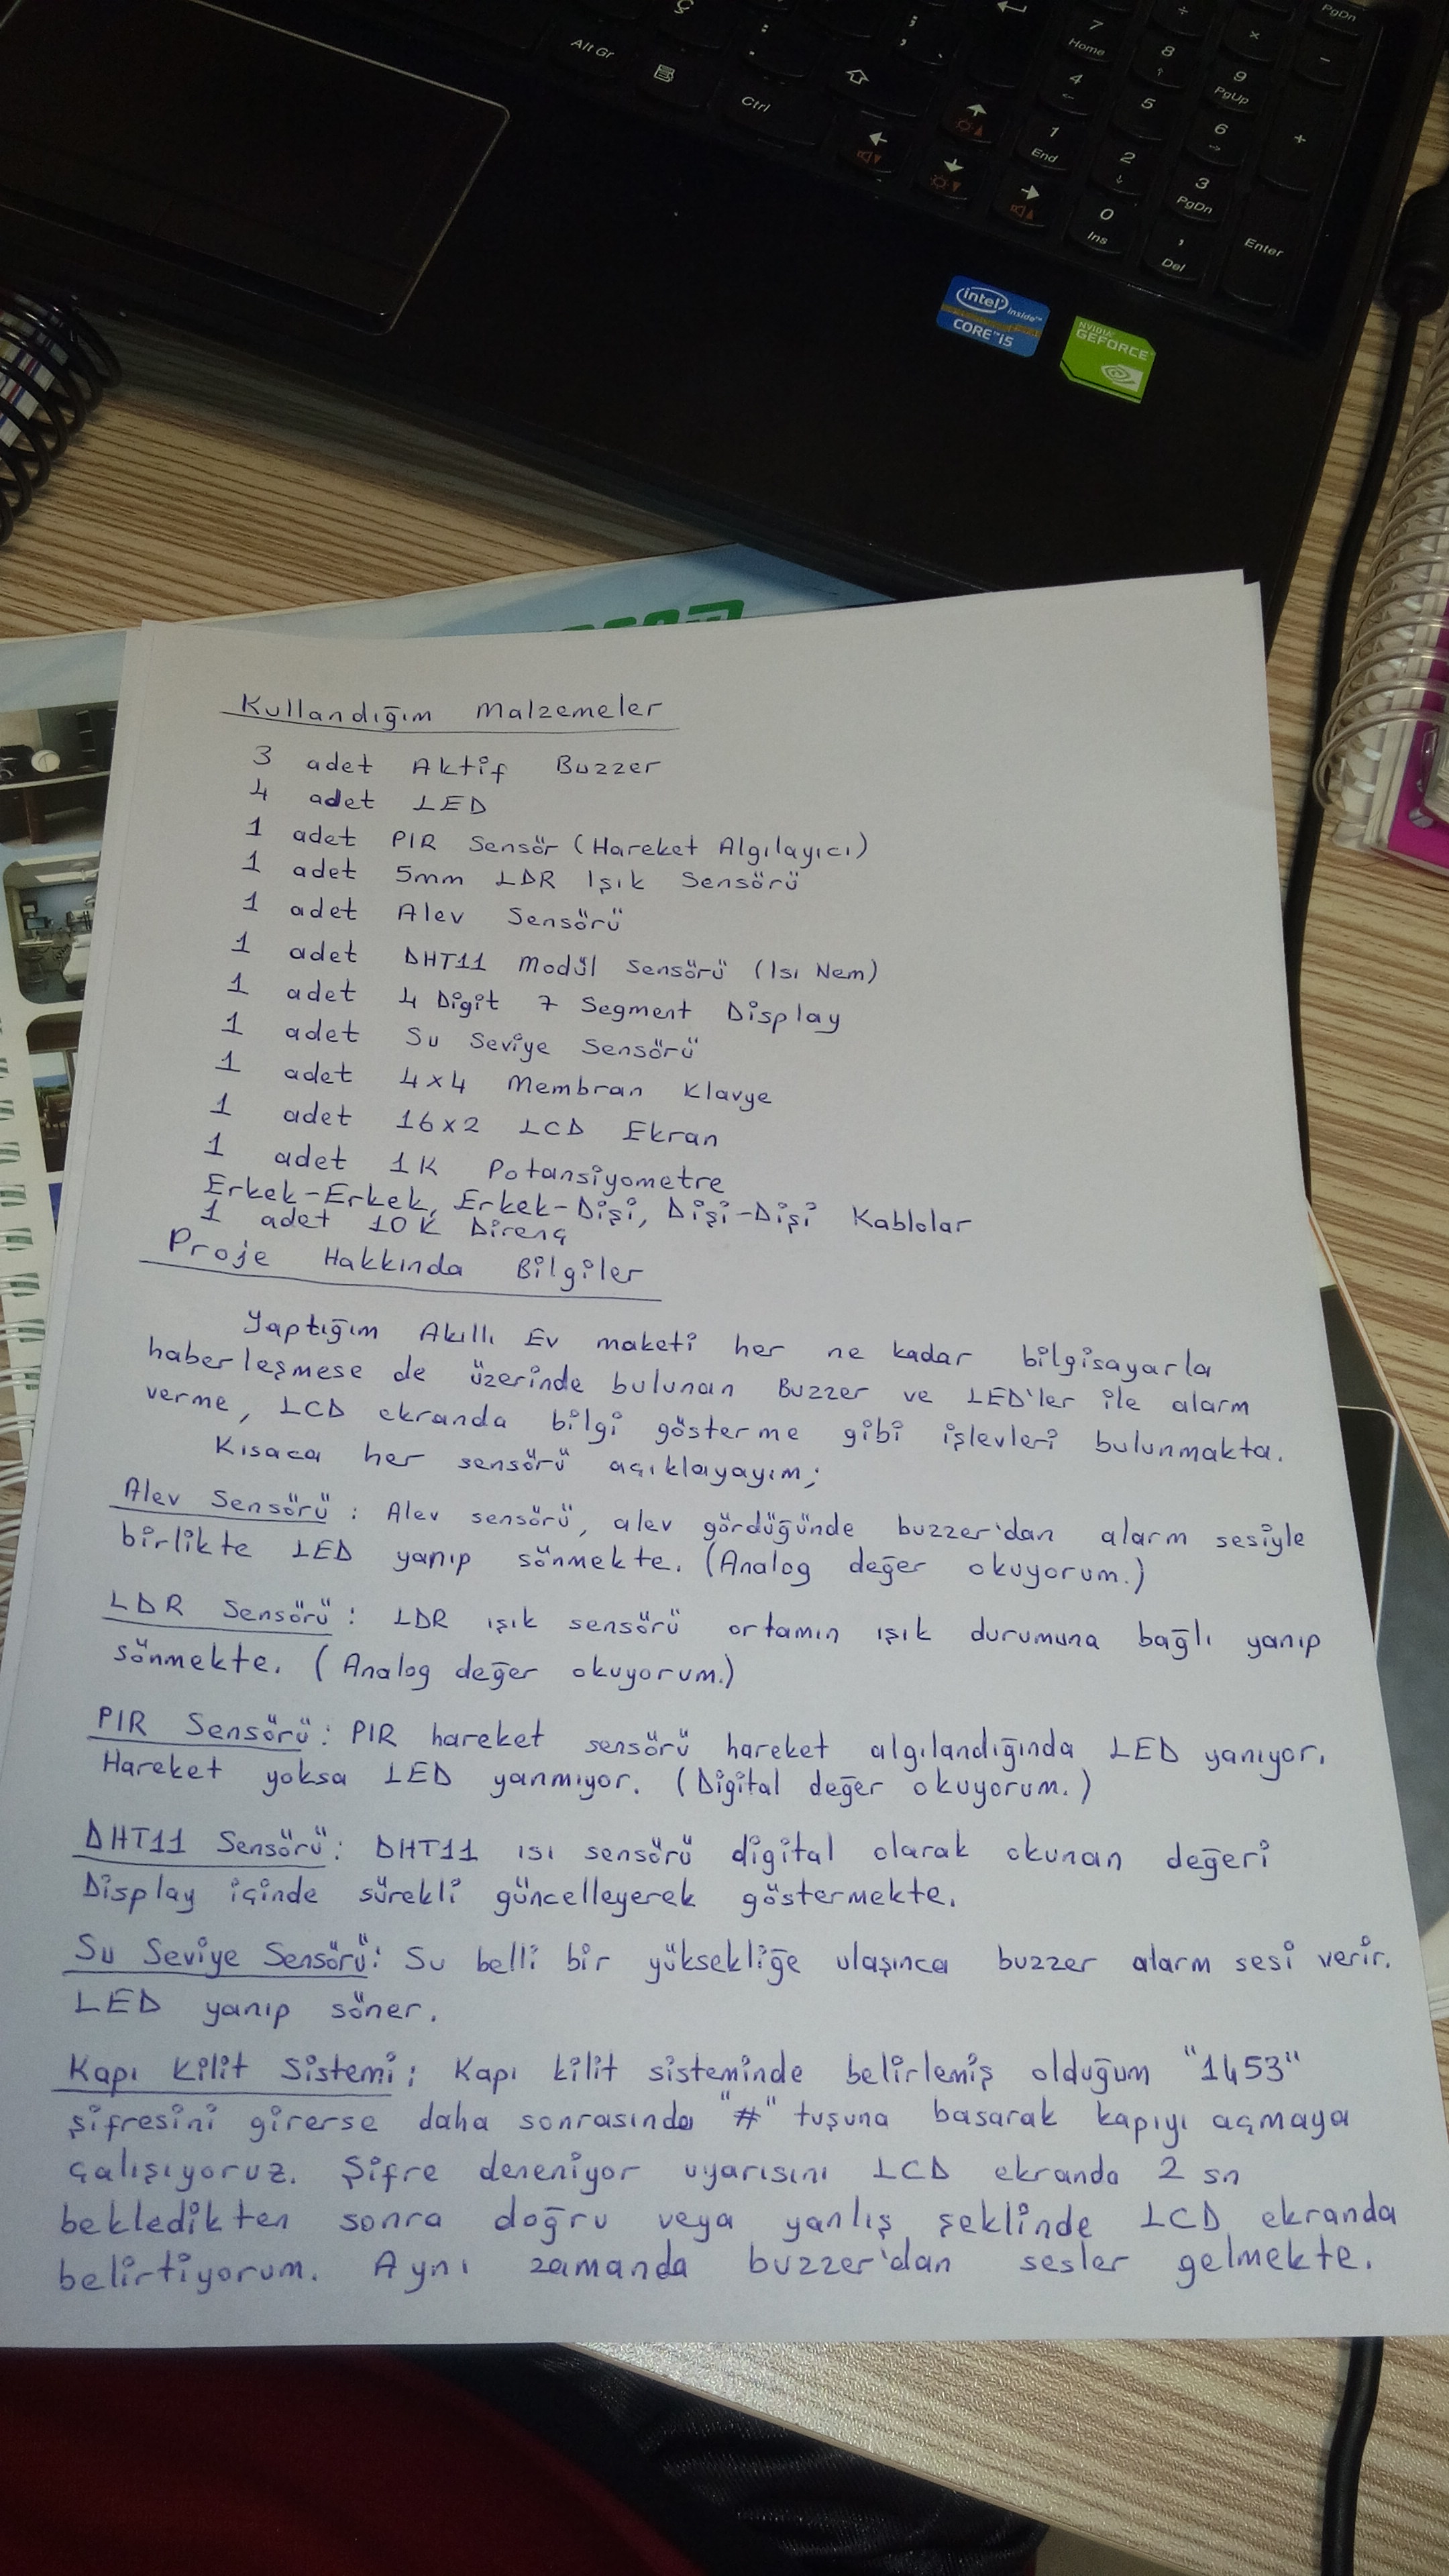 Ç
Alt Gr
Ctrl
7 Home
8
9 PgUp
PgDn
4
5
6
+
1 End
2
3 PgDn
0 Ins
, Del
Enter
intel inside™
CORE™ i5
NVIDIA
GEFORCE
Kullandığım Malzemeler
3 adet Aktif Buzzer
4 adet LED
1 adet PIR Sensör (Hareket Algılayıcı)
1 adet 5mm LDR Işık Sensörü
1 adet Alev Sensörü
1 adet DHT11 Modül Sensörü (Isı Nem)
1 adet 4 Digit 7 Segment Display
1 adet Su Seviye Sensörü
1 adet 4x4 Membran Klavye
1 adet 16x2 LCD Ekran
1 adet 1K Potansiyometre
Erkek-Erkek, Erkek-Dişi, Dişi-Dişi Kablolar
1 adet 10K Direnç
Proje Hakkında Bilgiler
Yaptığım Akıllı Ev maketi her ne kadar bilgisayarla
haberleşmese de üzerinde bulunan Buzzer ve LED'ler ile alarm
verme, LCD ekranda bilgi gösterme gibi işlevleri bulunmakta.
Kısaca her sensörü açıklayayım;
Alev Sensörü: Alev sensörü, alev gördüğünde buzzer'dan alarm sesiyle
birlikte LED yanıp sönmekte. (Analog değer okuyorum.)
LDR Sensörü: LDR ışık sensörü ortamın ışık durumuna bağlı yanıp
sönmekte. (Analog değer okuyorum.)
PIR Sensörü: PIR hareket sensörü hareket algılandığında LED yanıyor.
Hareket yoksa LED yanmıyor. (Digital değer okuyorum.)
DHT11 Sensörü: DHT11 ısı sensörü digital olarak okunan değeri
Display içinde sürekli güncelleyerek göstermekte.
Su Seviye Sensörü: Su belli bir yüksekliğe ulaşınca buzzer alarm sesi verir.
LED yanıp söner.
Kapı Kilit Sistemi: Kapı kilit sisteminde belirlemiş olduğum "1453"
şifresini girerse daha sonrasında "#" tuşuna basarak kapıyı açmaya
çalışıyoruz. Şifre deneniyor uyarısını LCD ekranda 2 sn
bekledikten sonra doğru veya yanlış şeklinde LCD ekranda
belirtiyorum. Aynı zamanda buzzer'dan sesler gelmekte.